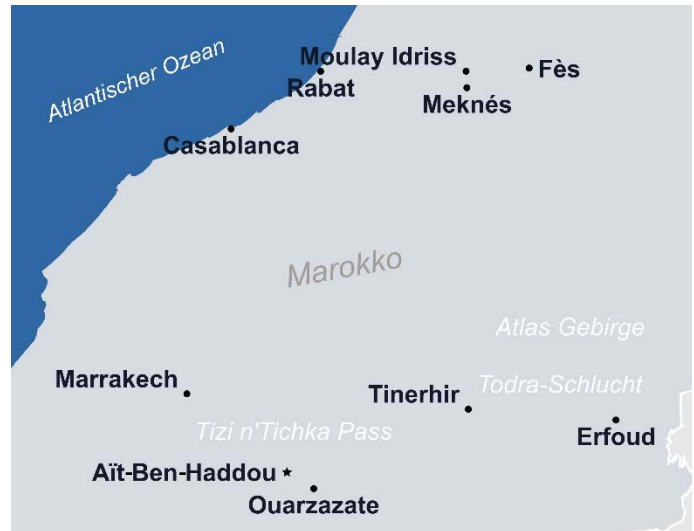 Atlantischer Ozean
Moulay Idriss
Fès
Rabat
Meknés
Casablanca
Marokko
Atlas Gebirge
Marrakech
Tinerhir
Todra-Schlucht
Tizi n'Tichka Pass
Erfoud
Aït-Ben-Haddou
Ouarzazate